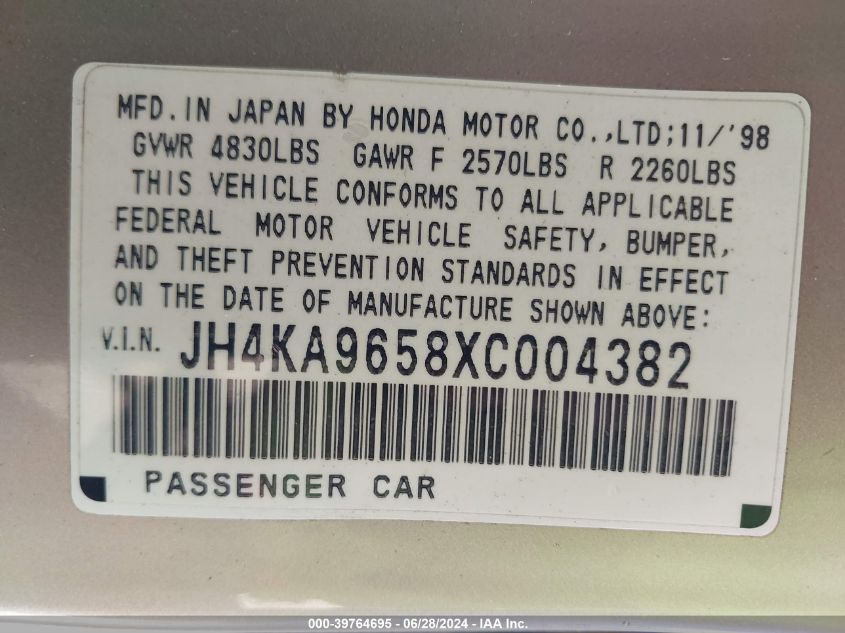 MFD. IN JAPAN BY HONDA MOTOR CO.,LTD;11/'98
GVWR 4830LBS GAWR F 2570LBS R 2260LBS
THIS VEHICLE CONFORMS TO ALL APPLICABLE
FEDERAL MOTOR VEHICLE SAFETY, BUMPER,
AND THEFT PREVENTION STANDARDS IN EFFECT
ON THE DATE OF MANUFACTURE SHOWN ABOVE:
V.I.N. JH4KA9658XC004382
PASSENGER CAR
000-39764695 - 06/28/2024 - IAA Inc.